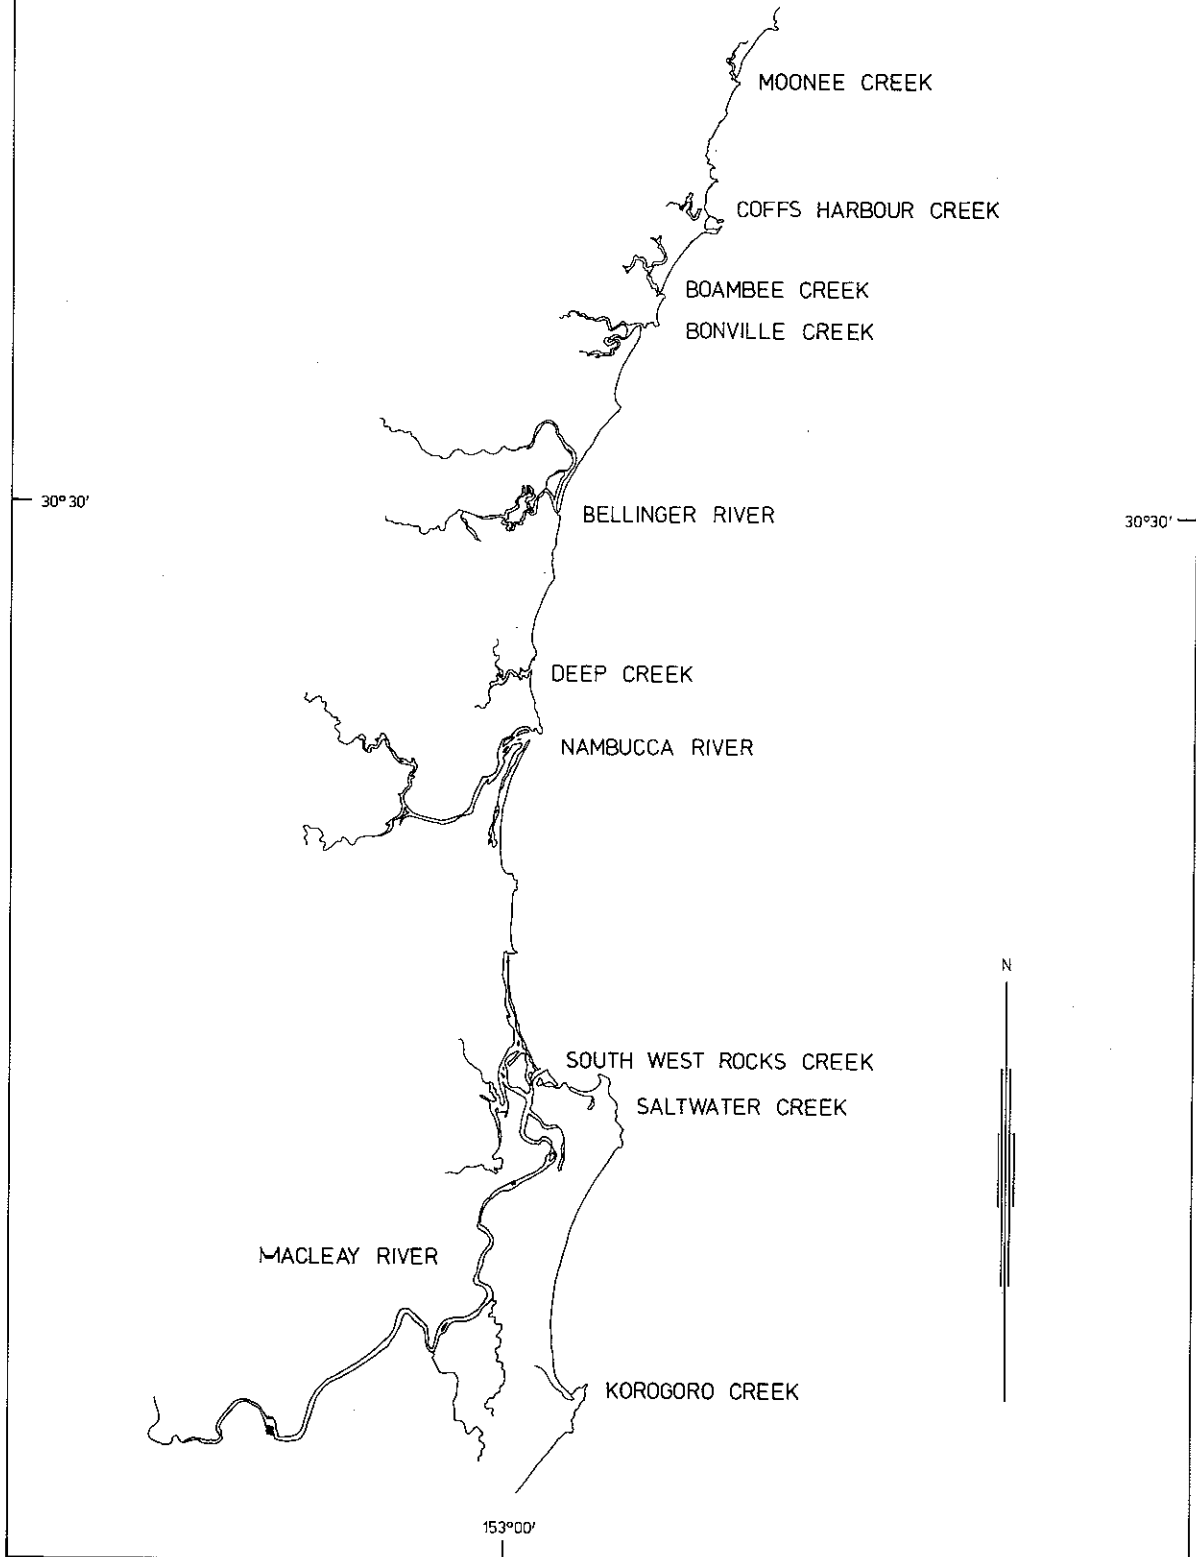 MOONEE CREEK
COFFS HARBOUR CREEK
BOAMBEE CREEK
BONVILLE CREEK
30°30'
BELLINGER RIVER
30°30'
DEEP CREEK
NAMBUCCA RIVER
N
SOUTH WEST ROCKS CREEK
SALTWATER CREEK
MACLEAY RIVER
KOROGORO CREEK
153°00'